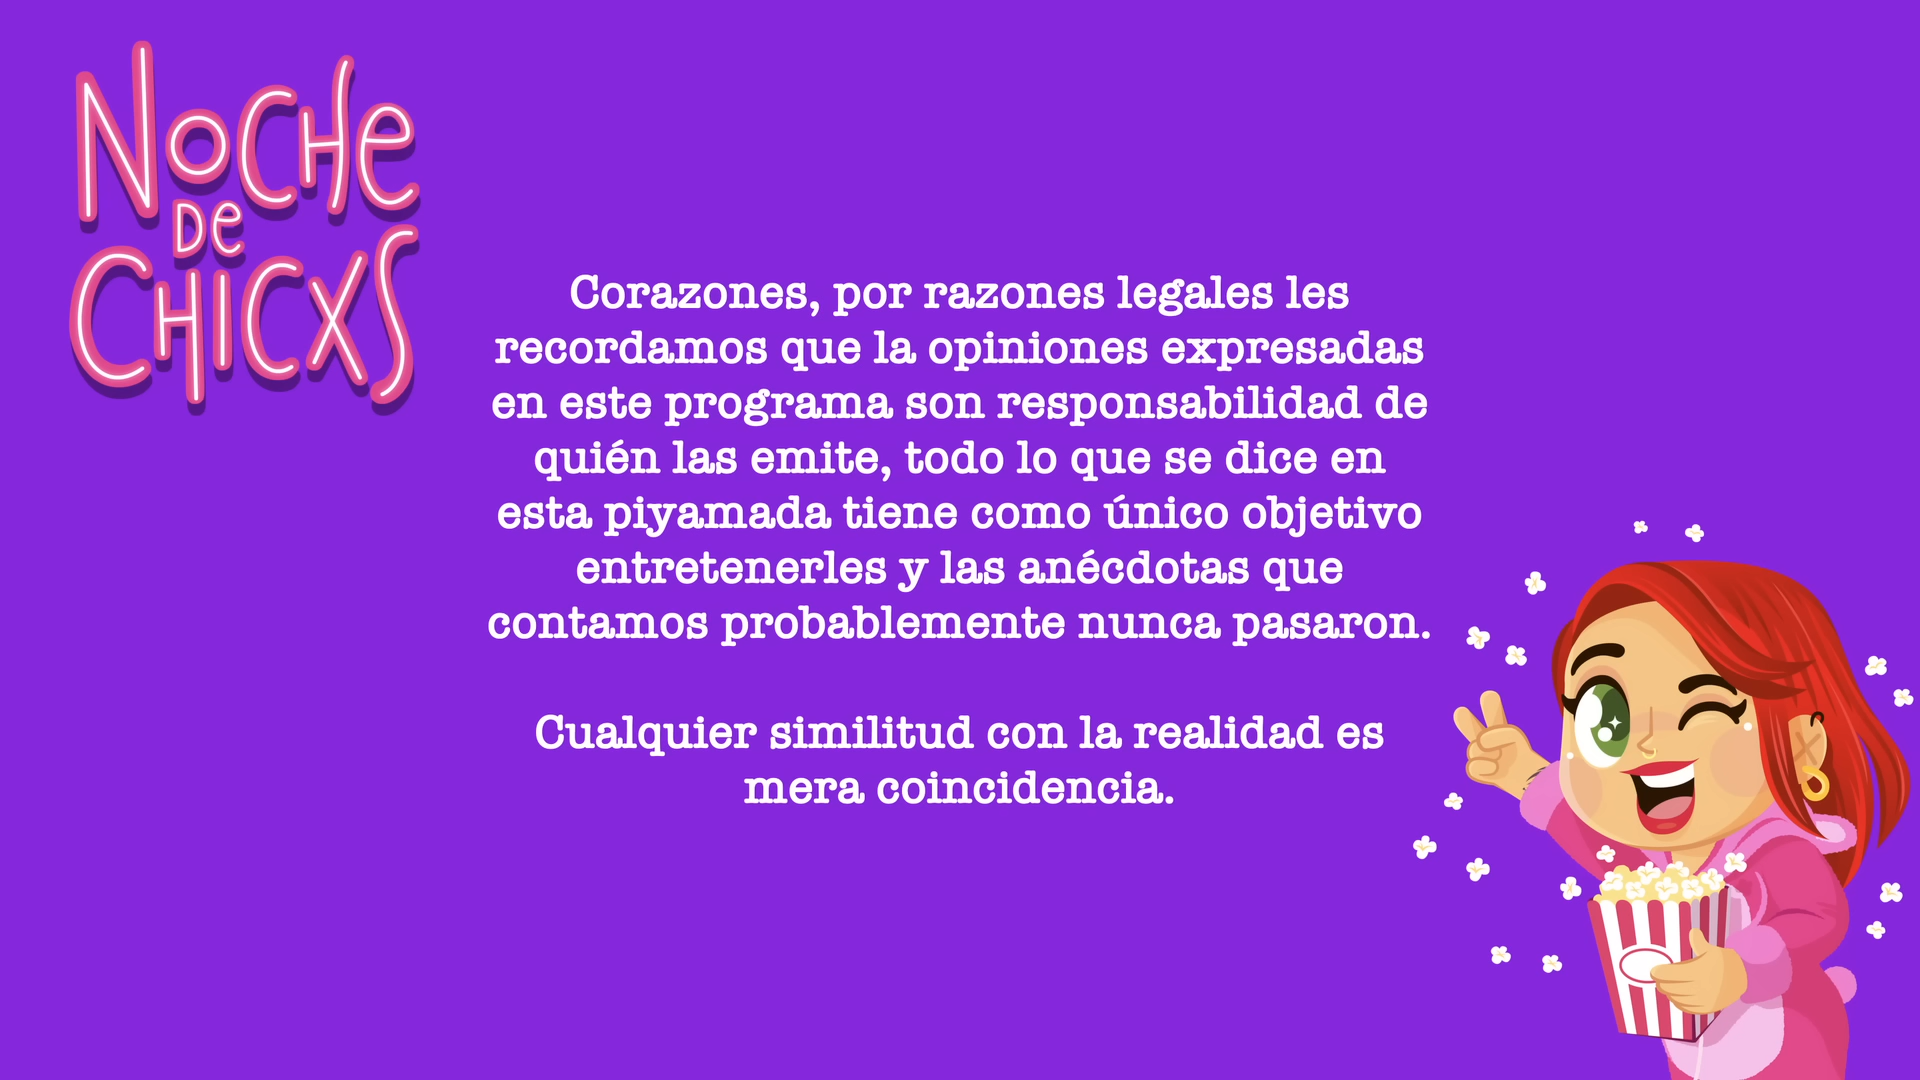 NOCHE
DE
CHICXS
Corazones, por razones legales les
recordamos que la opiniones expresadas
en este programa son responsabilidad de
quién las emite, todo lo que se dice en
esta piyamada tiene como único objetivo
entretenerles y las anécdotas que
contamos probablemente nunca pasaron.
Cualquier similitud con la realidad es
mera coincidencia.